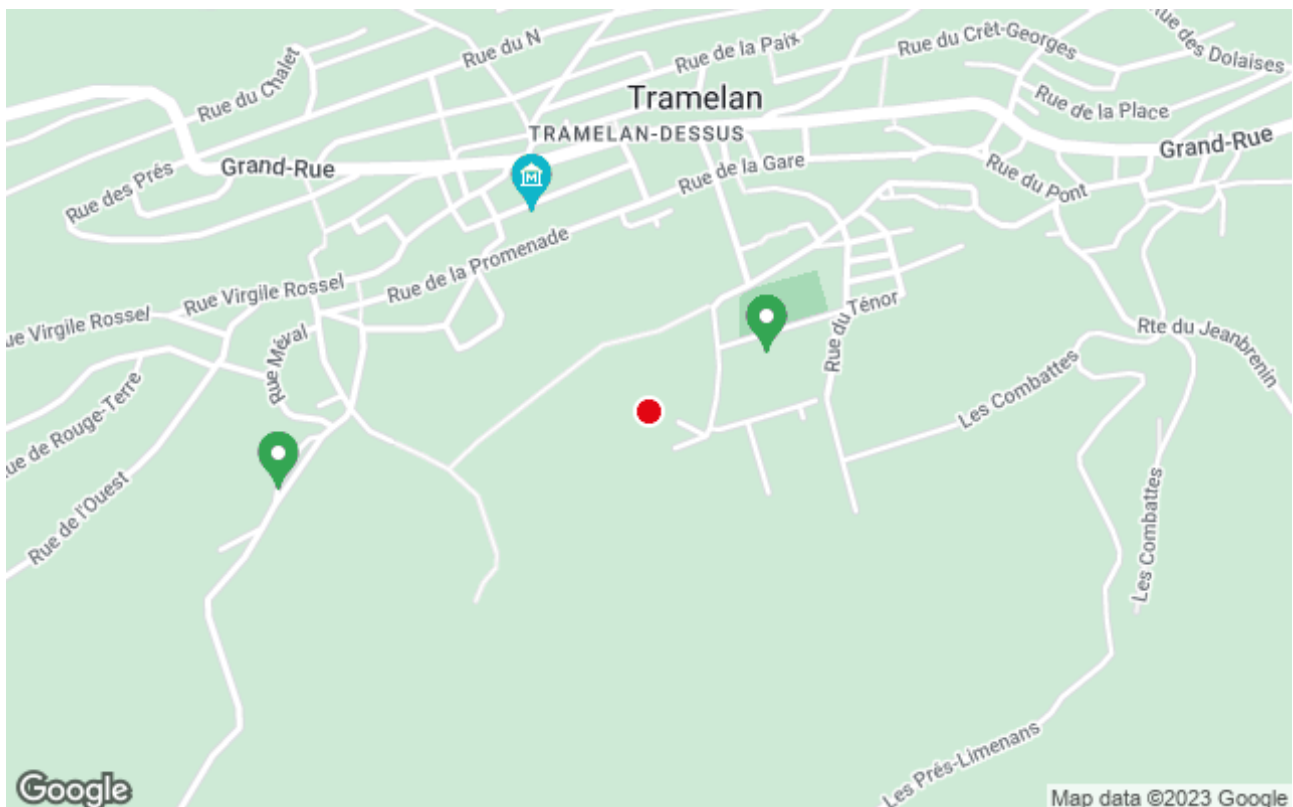 Rue du N
Rue de la Paix
Rue du Crêt-Georges
Rue des Dolaises
Rue du Chalet
Tramelan
Rue de la Place
TRAMELAN-DESSUS
Grand-Rue
Grand-Rue
Rue des Prés
Rue de la Gare
Rue du Pont
M
Rue de la Promenade
Rue Virgile Rossel
ue Virgile Rossel
Rue Méval
Rue du Ténor
Rte du Jeanbrenin
Les Combattes
ue de Rouge-Terre
Rue de l'Ouest
Les Combattes
Les Prés-Limenans
Google
Map data ©2023 Google